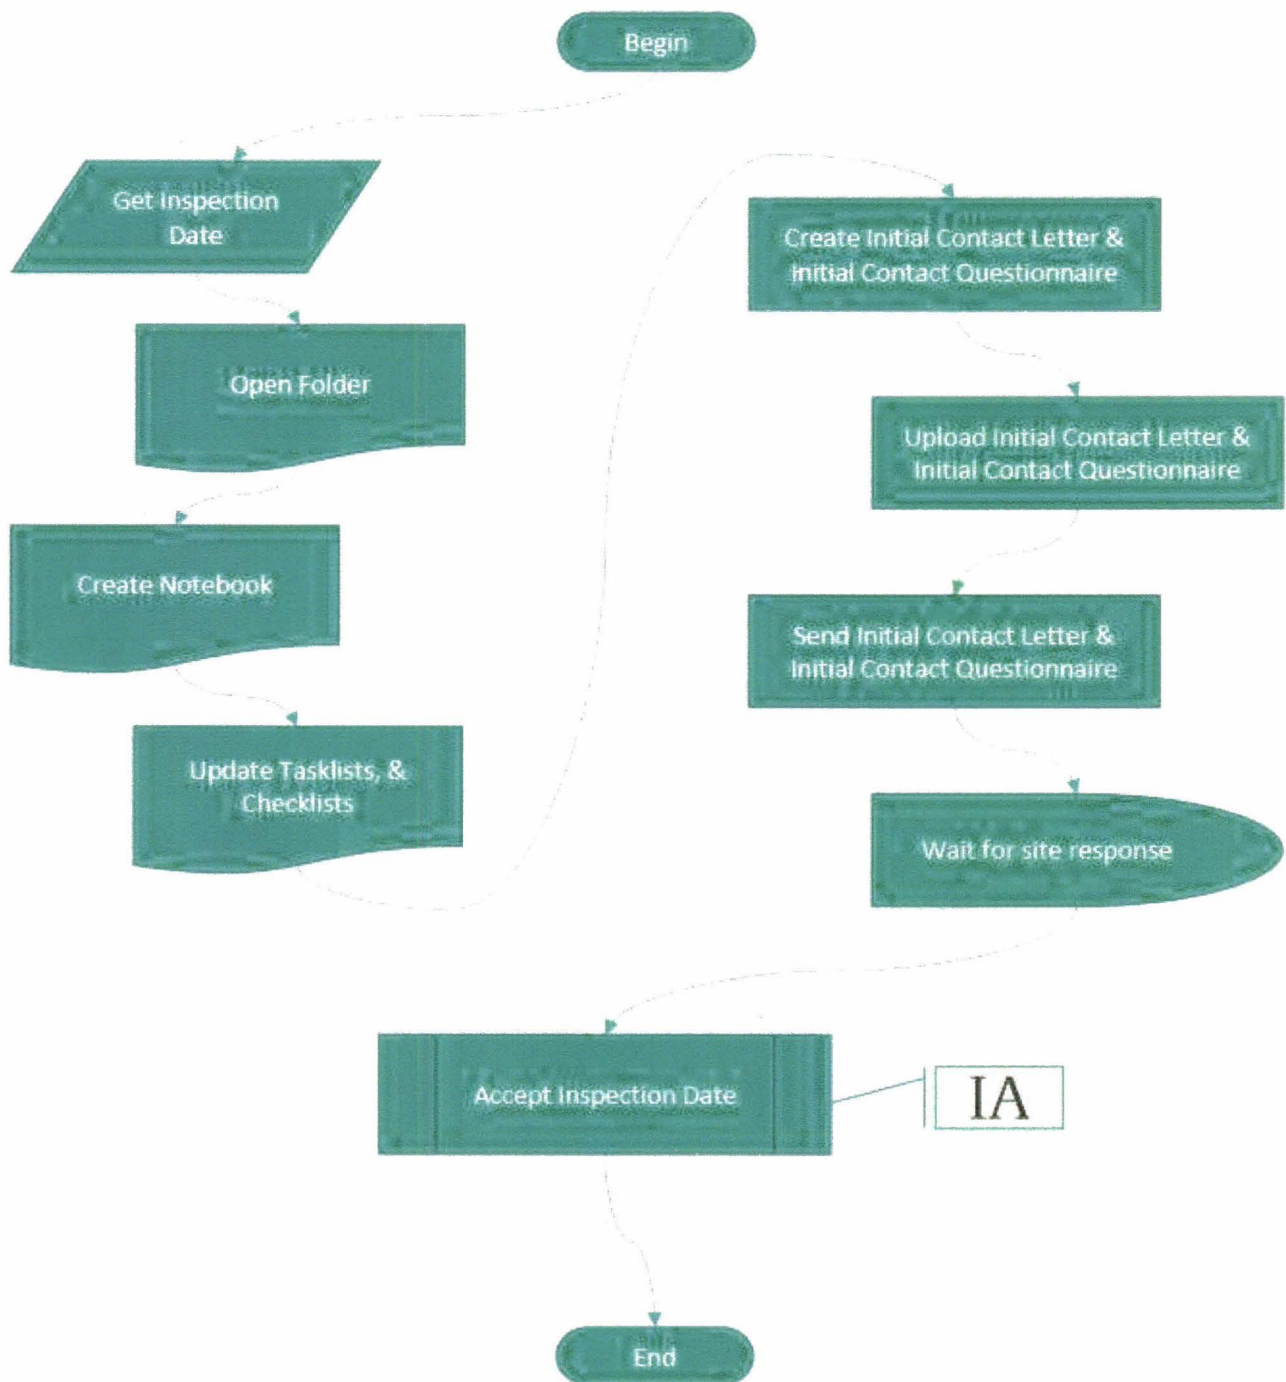 Begin
Get Inspection
Date
Open Folder
Create Notebook
Update Tasklists, &
Checklists
Create Initial Contact Letter &
Initial Contact Questionnaire
Upload Initial Contact Letter &
Initial Contact Questionnaire
Send Initial Contact Letter &
Initial Contact Questionnaire
Wait for site response
Accept Inspection Date
IA
End